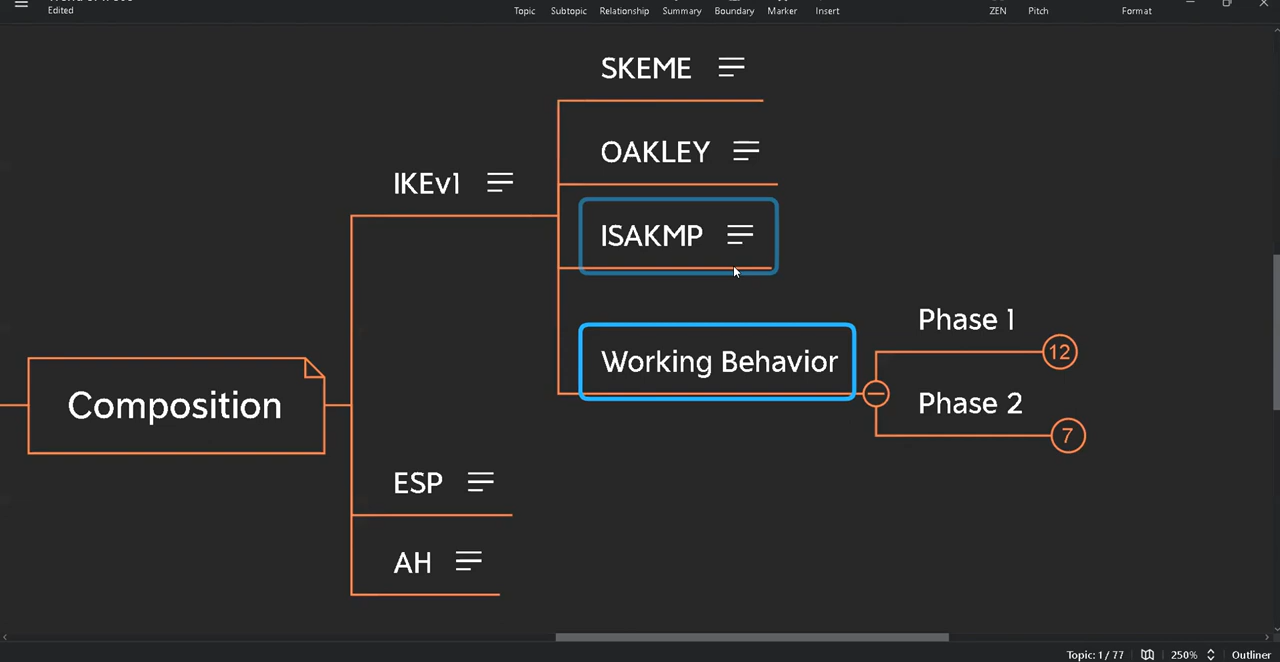 Edited
Topic Subtopic Relationship Summary Boundary Marker Insert ZEN Pitch Format
SKEME
OAKLEY
IKEv1
ISAKMP
Phase 1
12
Working Behavior
Composition
Phase 2
7
ESP
AH
Topic: 1 / 77 250% Outliner